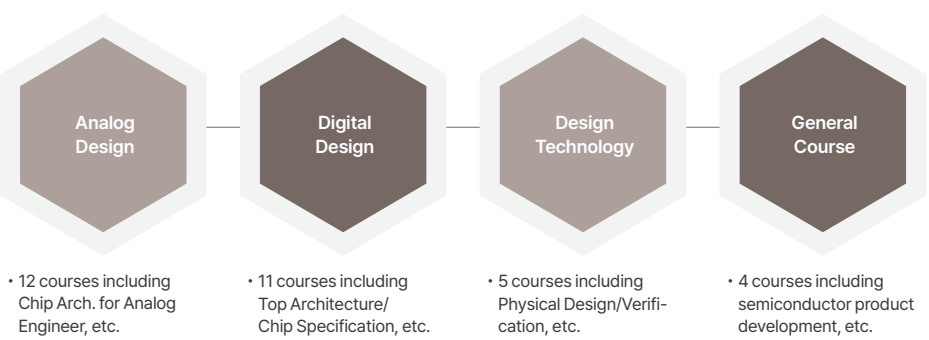 Analog
Design
Digital
Design
Design
Technology
General
Course
• 12 courses including
Chip Arch. for Analog
Engineer, etc.
• 11 courses including
Top Architecture/
Chip Specification, etc.
• 5 courses including
Physical Design/Verifi-
cation, etc.
• 4 courses including
semiconductor product
development, etc.